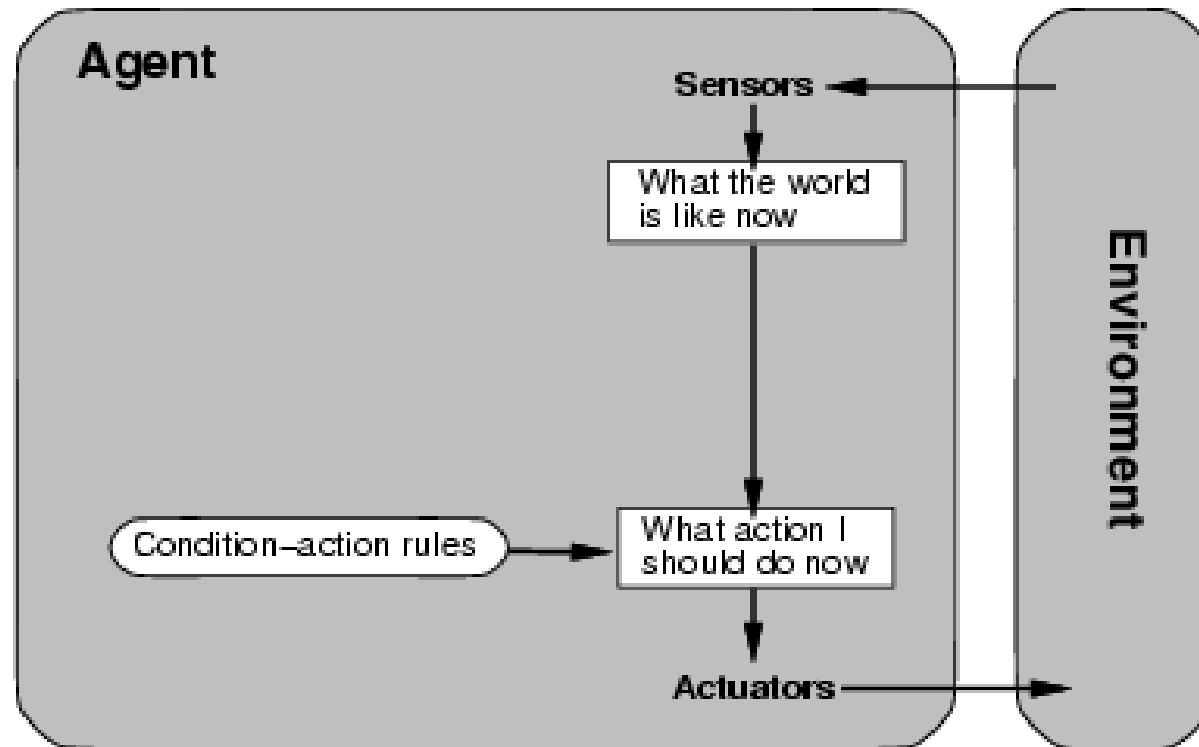 Agent
Sensors
What the world
is like now
Environment
Condition–action rules
What action I
should do now
Actuators